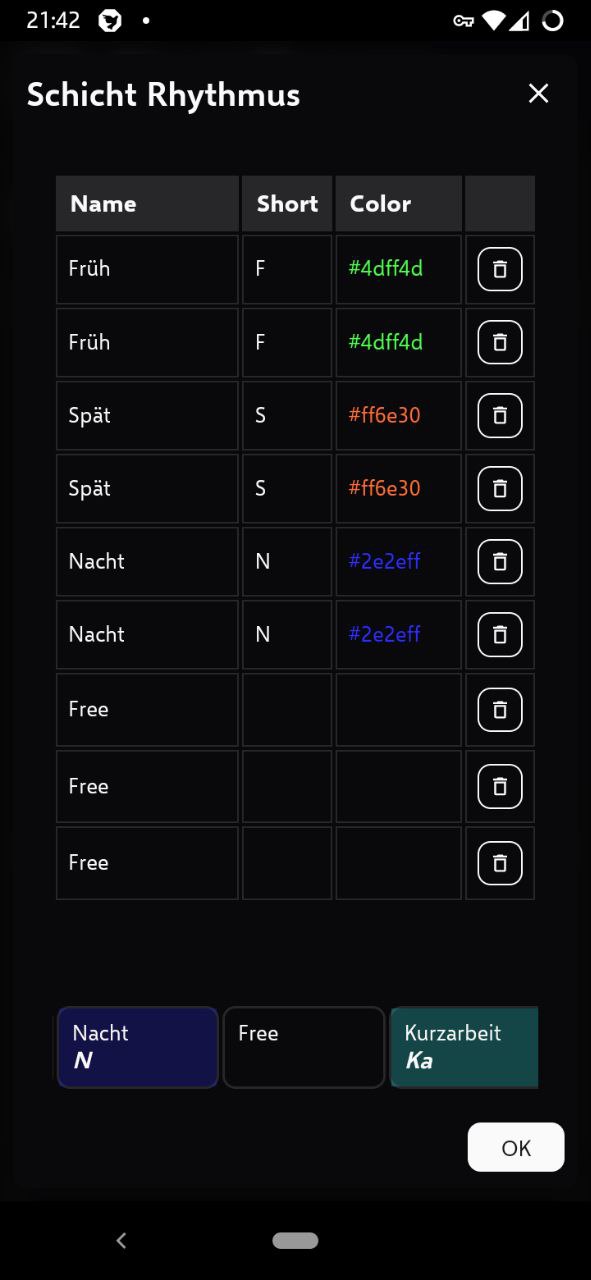 21:42
Schicht Rhythmus
Name Short Color
Früh F #4dff4d
Früh F #4dff4d
Spät S #ff6e30
Spät S #ff6e30
Nacht N #2e2eff
Nacht N #2e2eff
Free
Free
Free
Nacht Free Kurzarbeit
N Ka
OK